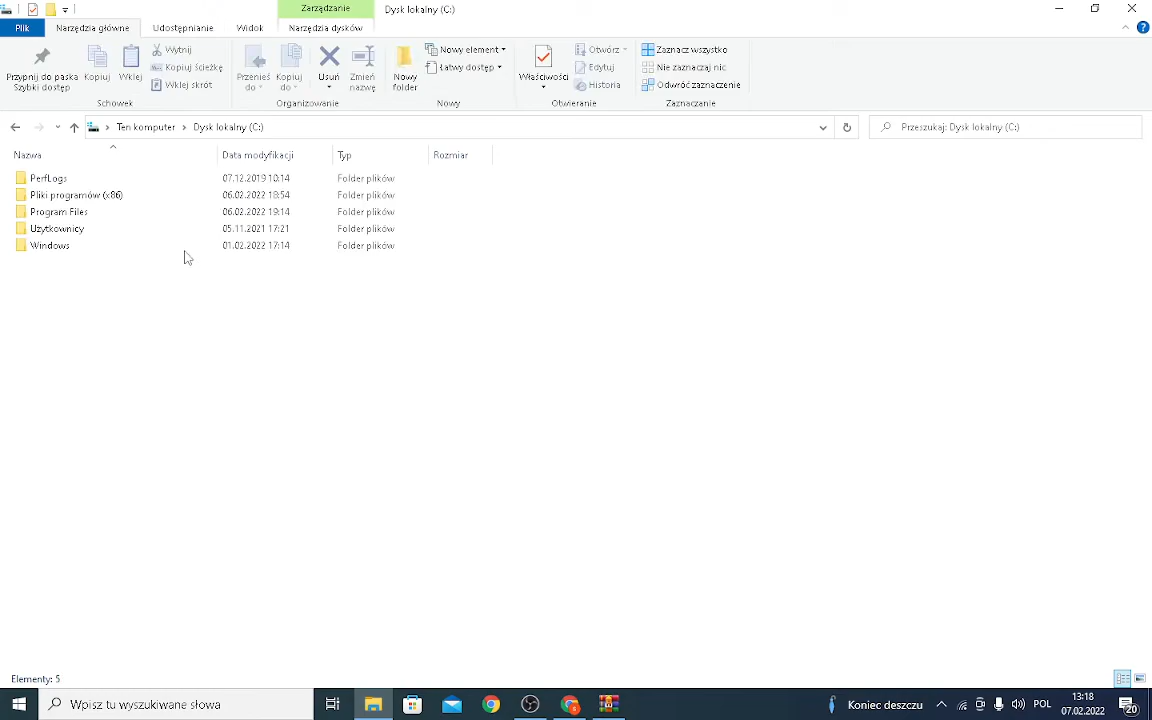 Zarządzanie Dysk lokalny (C:)
Plik Narzędzia główne Udostępnianie Widok Narzędzia dysków
Przypnij do paska Szybki dostęp
Kopiuj
Wklej
Wytnij
Kopiuj ścieżkę
Wklej skrót
Schowek
Przenieś do
Kopiuj do
Usuń
Zmień nazwę
Organizowanie
Nowy folder
Nowy element
Łatwy dostęp
Nowy
Właściwości
Otwórz
Edytuj
Historia
Otwieranie
Zaznacz wszystko
Nie zaznaczaj nic
Odwróć zaznaczenie
Zaznaczanie
Ten komputer Dysk lokalny (C:) Przeszukaj: Dysk lokalny (C:)
Nazwa Data modyfikacji Typ Rozmiar
PerfLogs 07.12.2019 10:14 Folder plików
Pliki programów (x86) 06.02.2022 18:54 Folder plików
Program Files 06.02.2022 19:14 Folder plików
Użytkownicy 05.11.2021 17:21 Folder plików
Windows 01.02.2022 17:14 Folder plików
Elementy: 5
Wpisz tu wyszukiwane słowa
Koniec deszczu
POL
13:18
07.02.2022
20